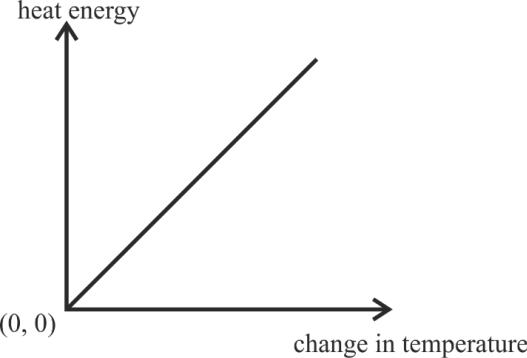 heat energy
(0, 0)
change in temperature